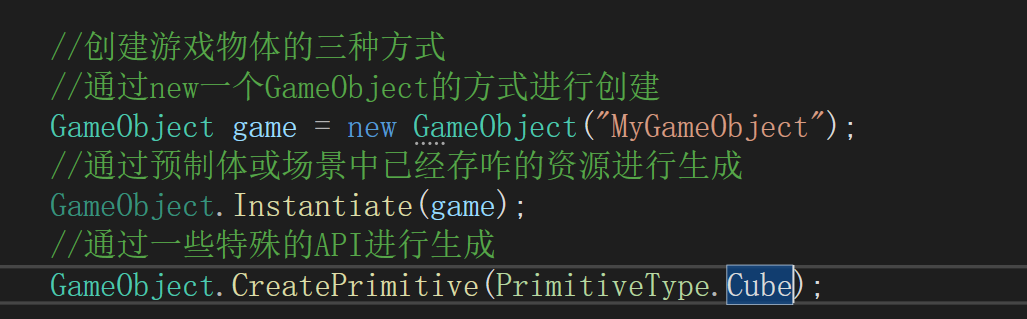 //创建游戏物体的三种方式
//通过new一个GameObject的方式进行创建
GameObject game = new GameObject("MyGameObject");
//通过预制体或场景中已经存咋的资源进行生成
GameObject.Instantiate(game);
//通过一些特殊的API进行生成
GameObject.CreatePrimitive(PrimitiveType.Cube);